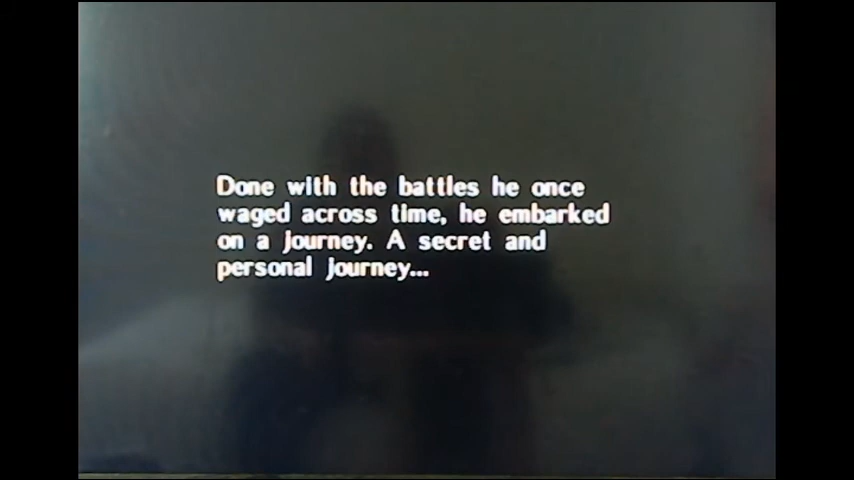 Done with the battles he once
waged across time, he embarked
on a journey. A secret and
personal journey...